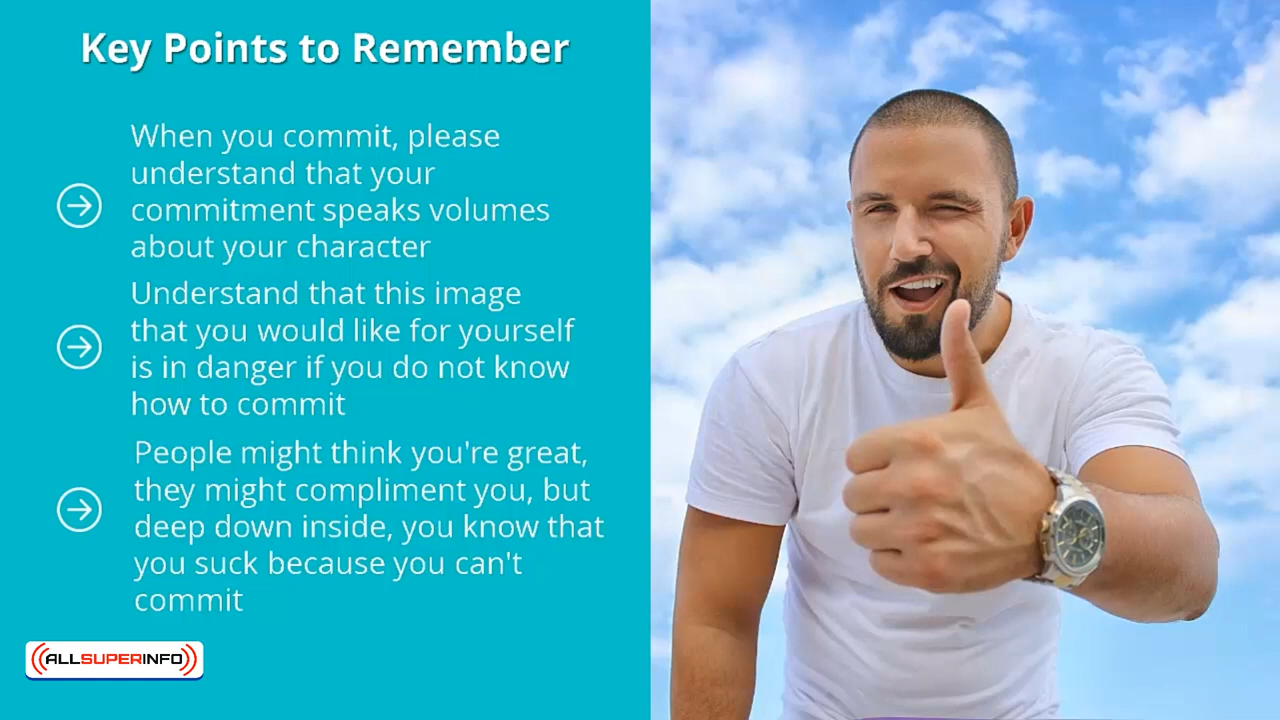 Key Points to Remember
When you commit, please
understand that your
commitment speaks volumes
about your character
Understand that this image
that you would like for yourself
is in danger if you do not know
how to commit
People might think you're great,
they might compliment you, but
deep down inside, you know that
you suck because you can't
commit
((ALLSUPERINFO))